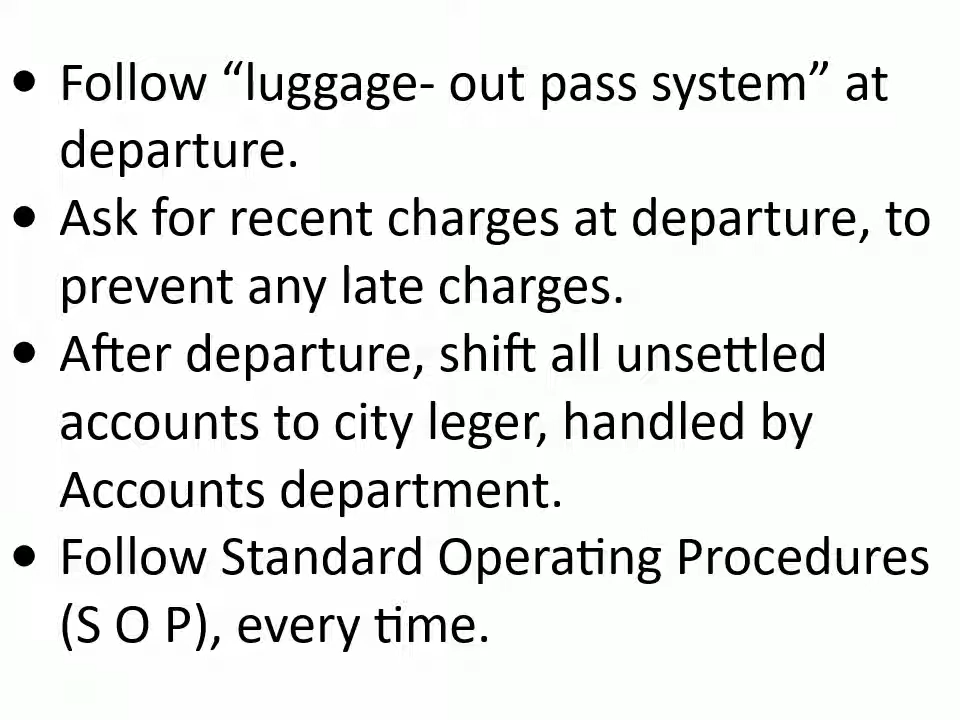 • Follow “luggage- out pass system” at
departure.
• Ask for recent charges at departure, to
prevent any late charges.
• After departure, shift all unsettled
accounts to city leger, handled by
Accounts department.
• Follow Standard Operating Procedures
(S O P), every time.